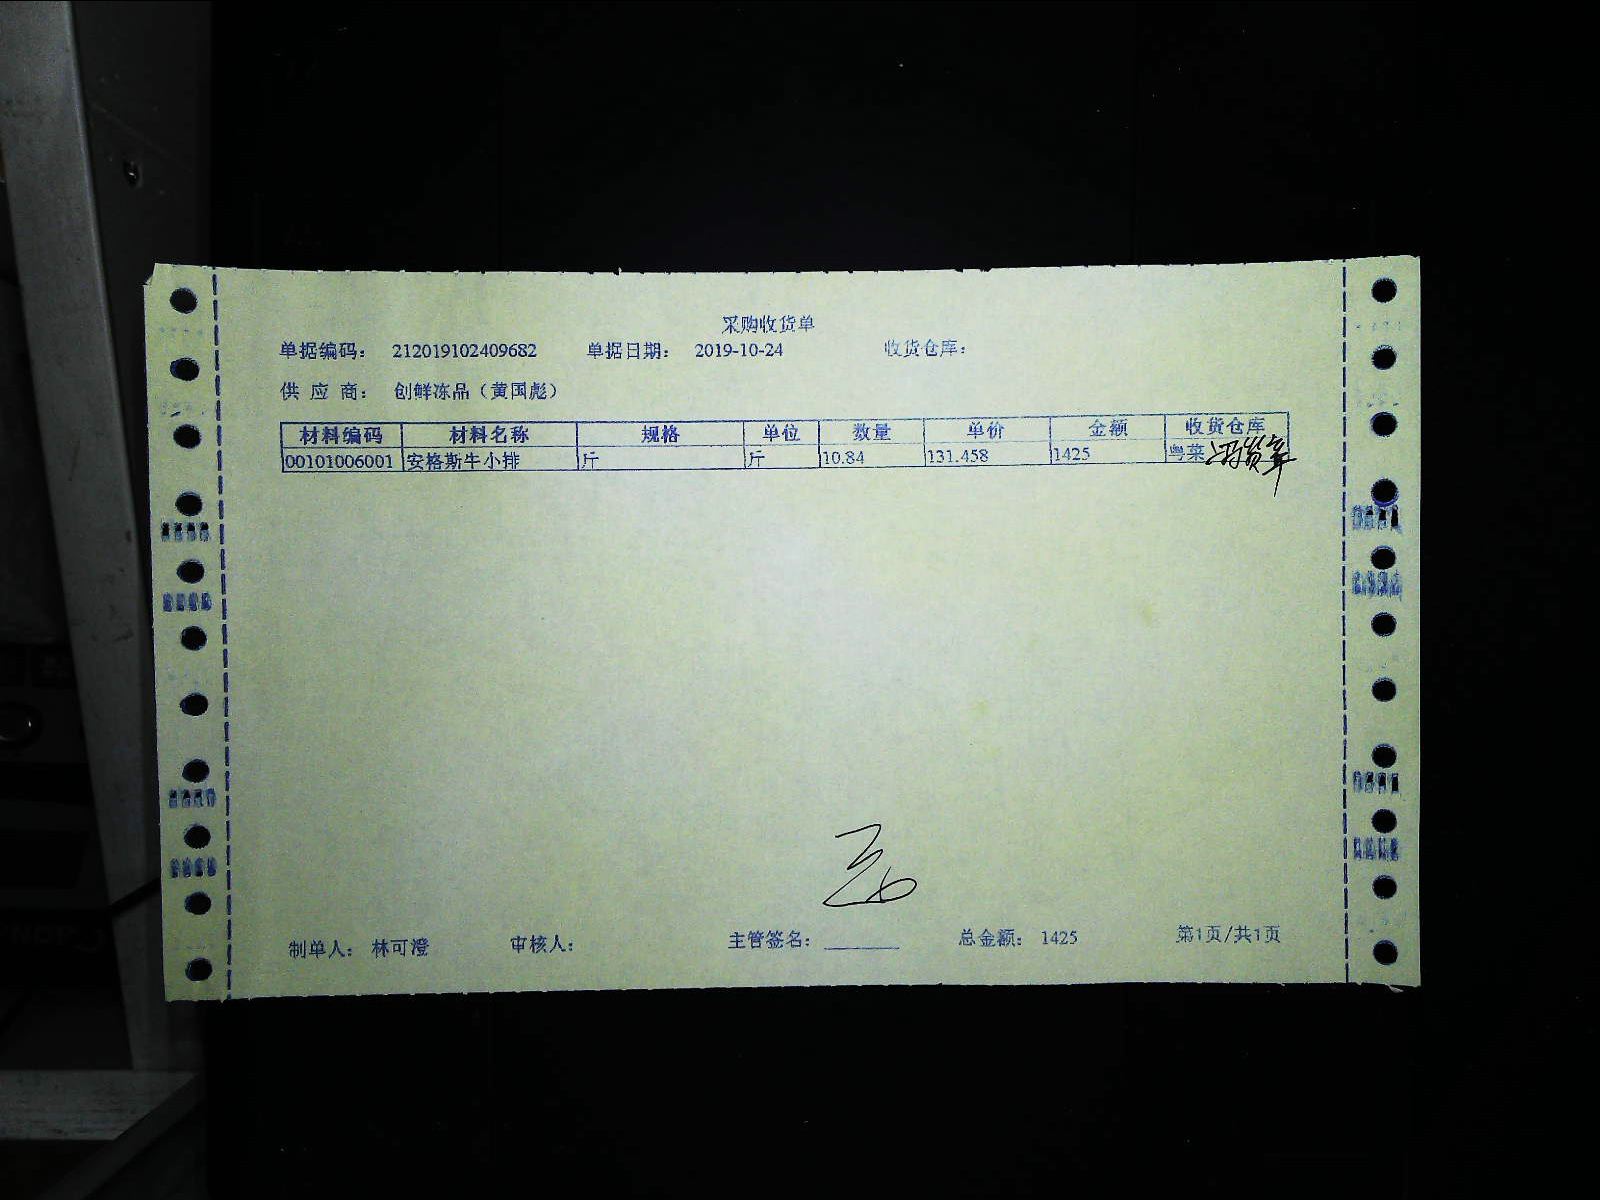 采购收货单
单据编码： 212019102409682 单据日期： 2019-10-24 收货仓库：
供 应 商： 创鲜冻品（黄国彪）
材料编码 材料名称 规格 单位 数量 单价 金额 收货仓库
00101006001 安格斯牛小排 斤 斤 10.84 131.458 1425 粤菜
制单人： 林可澄 审核人： 主管签名： 总金额： 1425 第1页/共1页